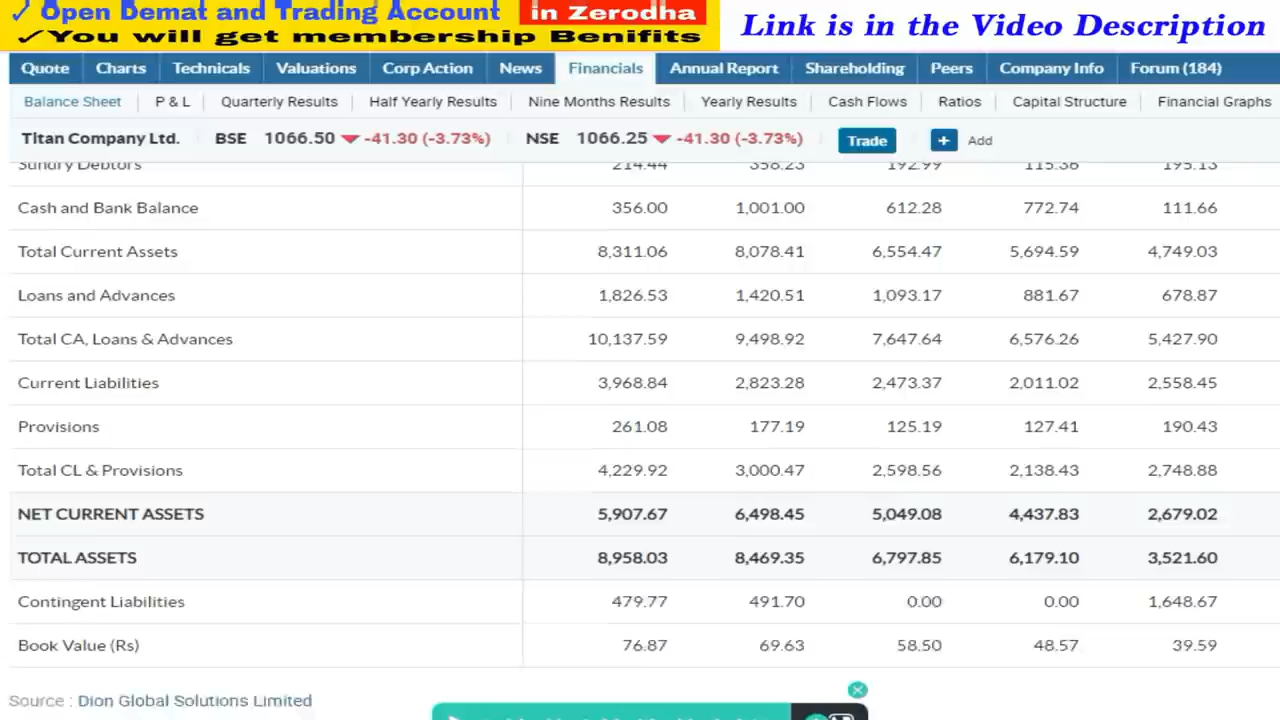 ✓ Open Demat and Trading Account in Zerodha
✓You will get membership Benifits
Link is in the Video Description
Quote Charts Technicals Valuations Corp Action News Financials Annual Report Shareholding Peers Company Info Forum (184)
Balance Sheet P & L Quarterly Results Half Yearly Results Nine Months Results Yearly Results Cash Flows Ratios Capital Structure Financial Graphs
Titan Company Ltd. BSE 1066.50 -41.30 (-3.73%) NSE 1066.25 -41.30 (-3.73%) Trade + Add
Sundry Debtors 214.44 358.23 192.99 115.36 195.13
Cash and Bank Balance 356.00 1,001.00 612.28 772.74 111.66
Total Current Assets 8,311.06 8,078.41 6,554.47 5,694.59 4,749.03
Loans and Advances 1,826.53 1,420.51 1,093.17 881.67 678.87
Total CA, Loans & Advances 10,137.59 9,498.92 7,647.64 6,576.26 5,427.90
Current Liabilities 3,968.84 2,823.28 2,473.37 2,011.02 2,558.45
Provisions 261.08 177.19 125.19 127.41 190.43
Total CL & Provisions 4,229.92 3,000.47 2,598.56 2,138.43 2,748.88
NET CURRENT ASSETS 5,907.67 6,498.45 5,049.08 4,437.83 2,679.02
TOTAL ASSETS 8,958.03 8,469.35 6,797.85 6,179.10 3,521.60
Contingent Liabilities 479.77 491.70 0.00 0.00 1,648.67
Book Value (Rs) 76.87 69.63 58.50 48.57 39.59
Source : Dion Global Solutions Limited